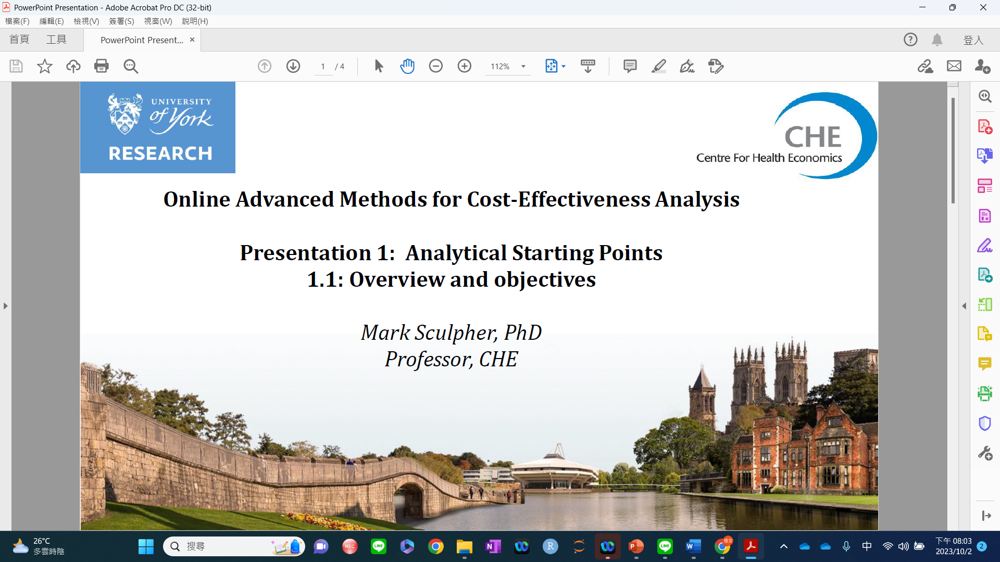 PowerPoint Presentation - Adobe Acrobat Pro DC (32-bit)
檔案(F) 編輯(E) 檢視(V) 簽署(S) 視窗(W) 說明(H)
首頁 工具 PowerPoint Present... 登入
1 / 4 112%
UNIVERSITY
of York
RESEARCH
CHE
Centre For Health Economics
Online Advanced Methods for Cost-Effectiveness Analysis
Presentation 1: Analytical Starting Points
1.1: Overview and objectives
Mark Sculpher, PhD
Professor, CHE
26°C
多雲時陰
搜尋
REC
LINE
N
R
P
LINE
W
中
下午 08:03
2023/10/2
2